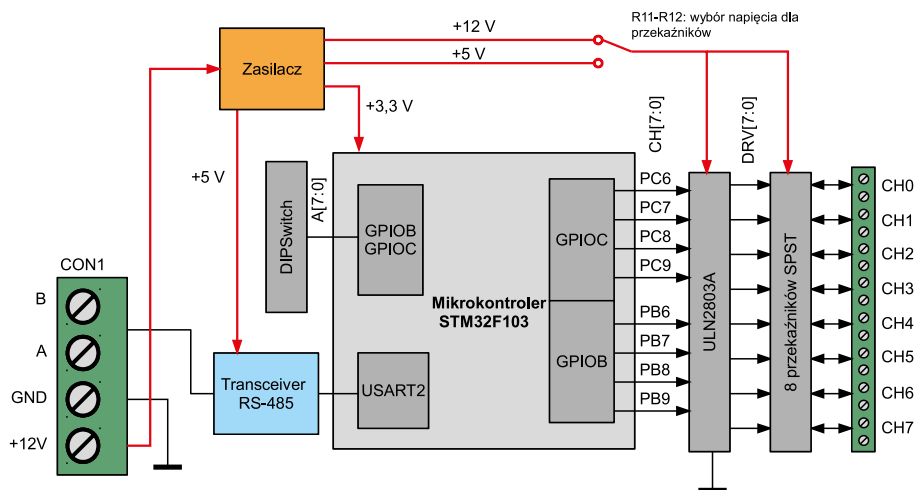 R11-R12: wybór napięcia dla
przekaźników
+12 V
+5 V
Zasilacz
+3,3 V
+5 V
CH[7:0]
DRV[7:0]
DIPSwitch
A[7:0]
GPIOB
GPIOC
Mikrokontroler
STM32F103
GPIOC
GPIOB
PC6
PC7
PC8
PC9
PB6
PB7
PB8
PB9
ULN2803A
8 przekaźników SPST
CH0
CH1
CH2
CH3
CH4
CH5
CH6
CH7
CON1
B
A
GND
+12V
Transceiver
RS-485
USART2